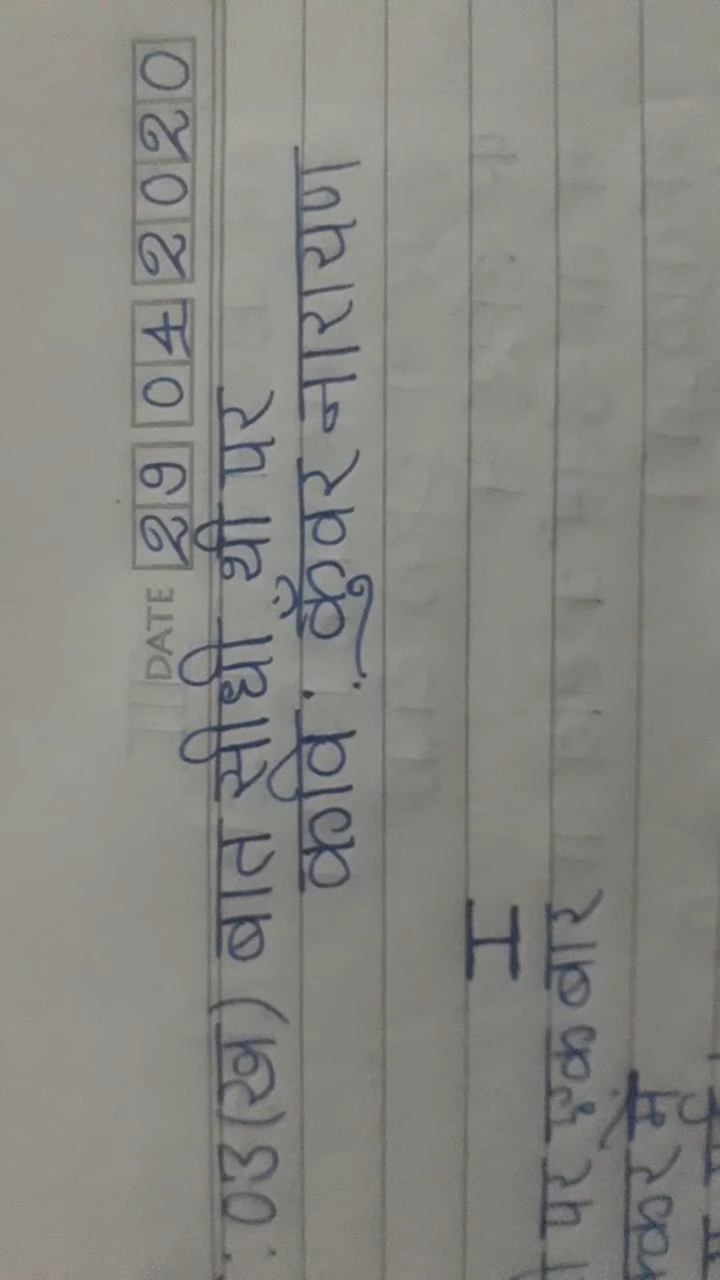 DATE 29 04 2020
: 03 (ख) बात सीधी थी पर
कवि : कुँवर नारायण
I
पर एक बार
में